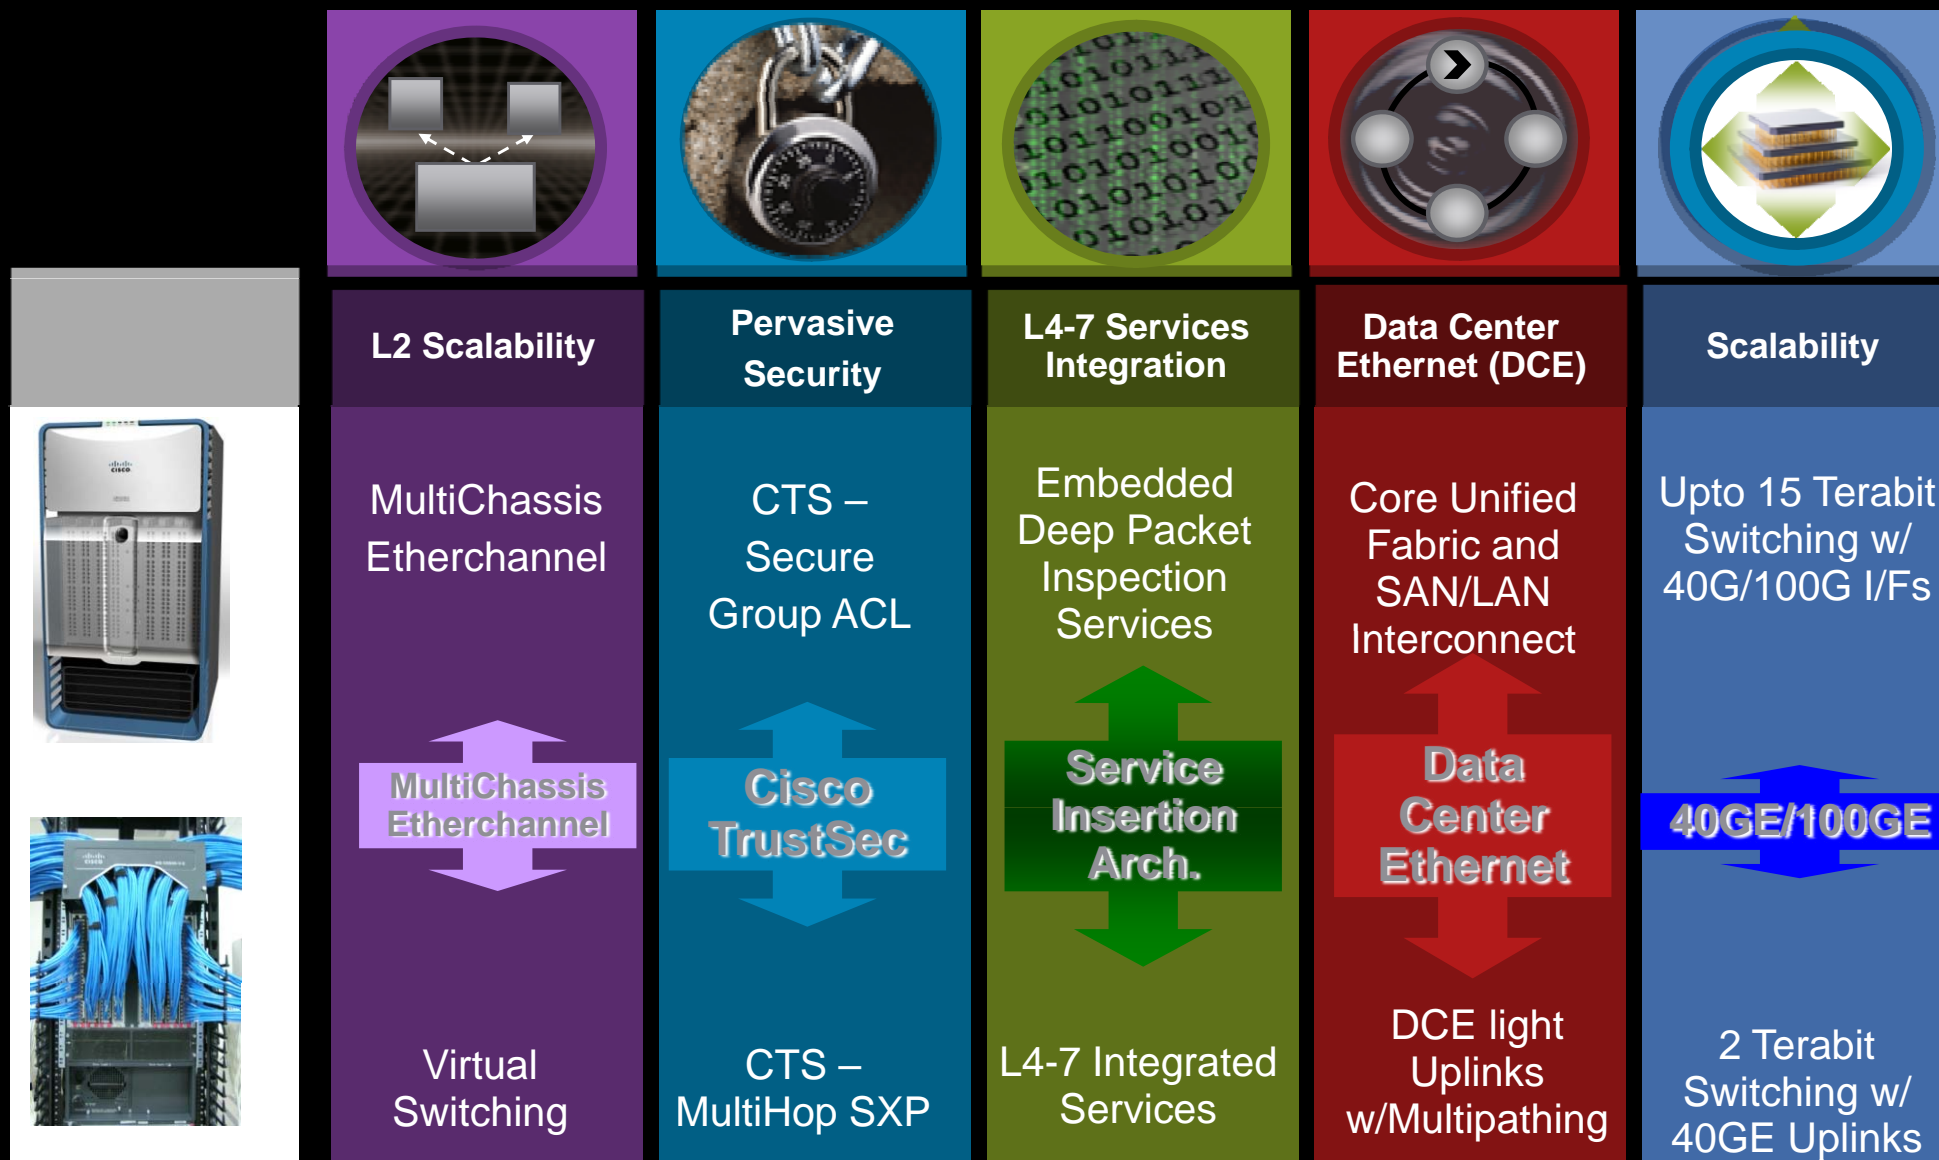 L2 Scalability
Pervasive
Security
L4-7 Services
Integration
Data Center
Ethernet (DCE)
Scalability
CISCO
MultiChassis
Etherchannel
CTS –
Secure
Group ACL
Embedded
Deep Packet
Inspection
Services
Core Unified
Fabric and
SAN/LAN
Interconnect
Upto 15 Terabit
Switching w/
40G/100G I/Fs
MultiChassis
Etherchannel
Cisco
TrustSec
Service
Insertion
Arch.
Data
Center
Ethernet
40GE/100GE
CISCO
Virtual
Switching
CTS –
MultiHop SXP
L4-7 Integrated
Services
DCE light
Uplinks
w/Multipathing
2 Terabit
Switching w/
40GE Uplinks